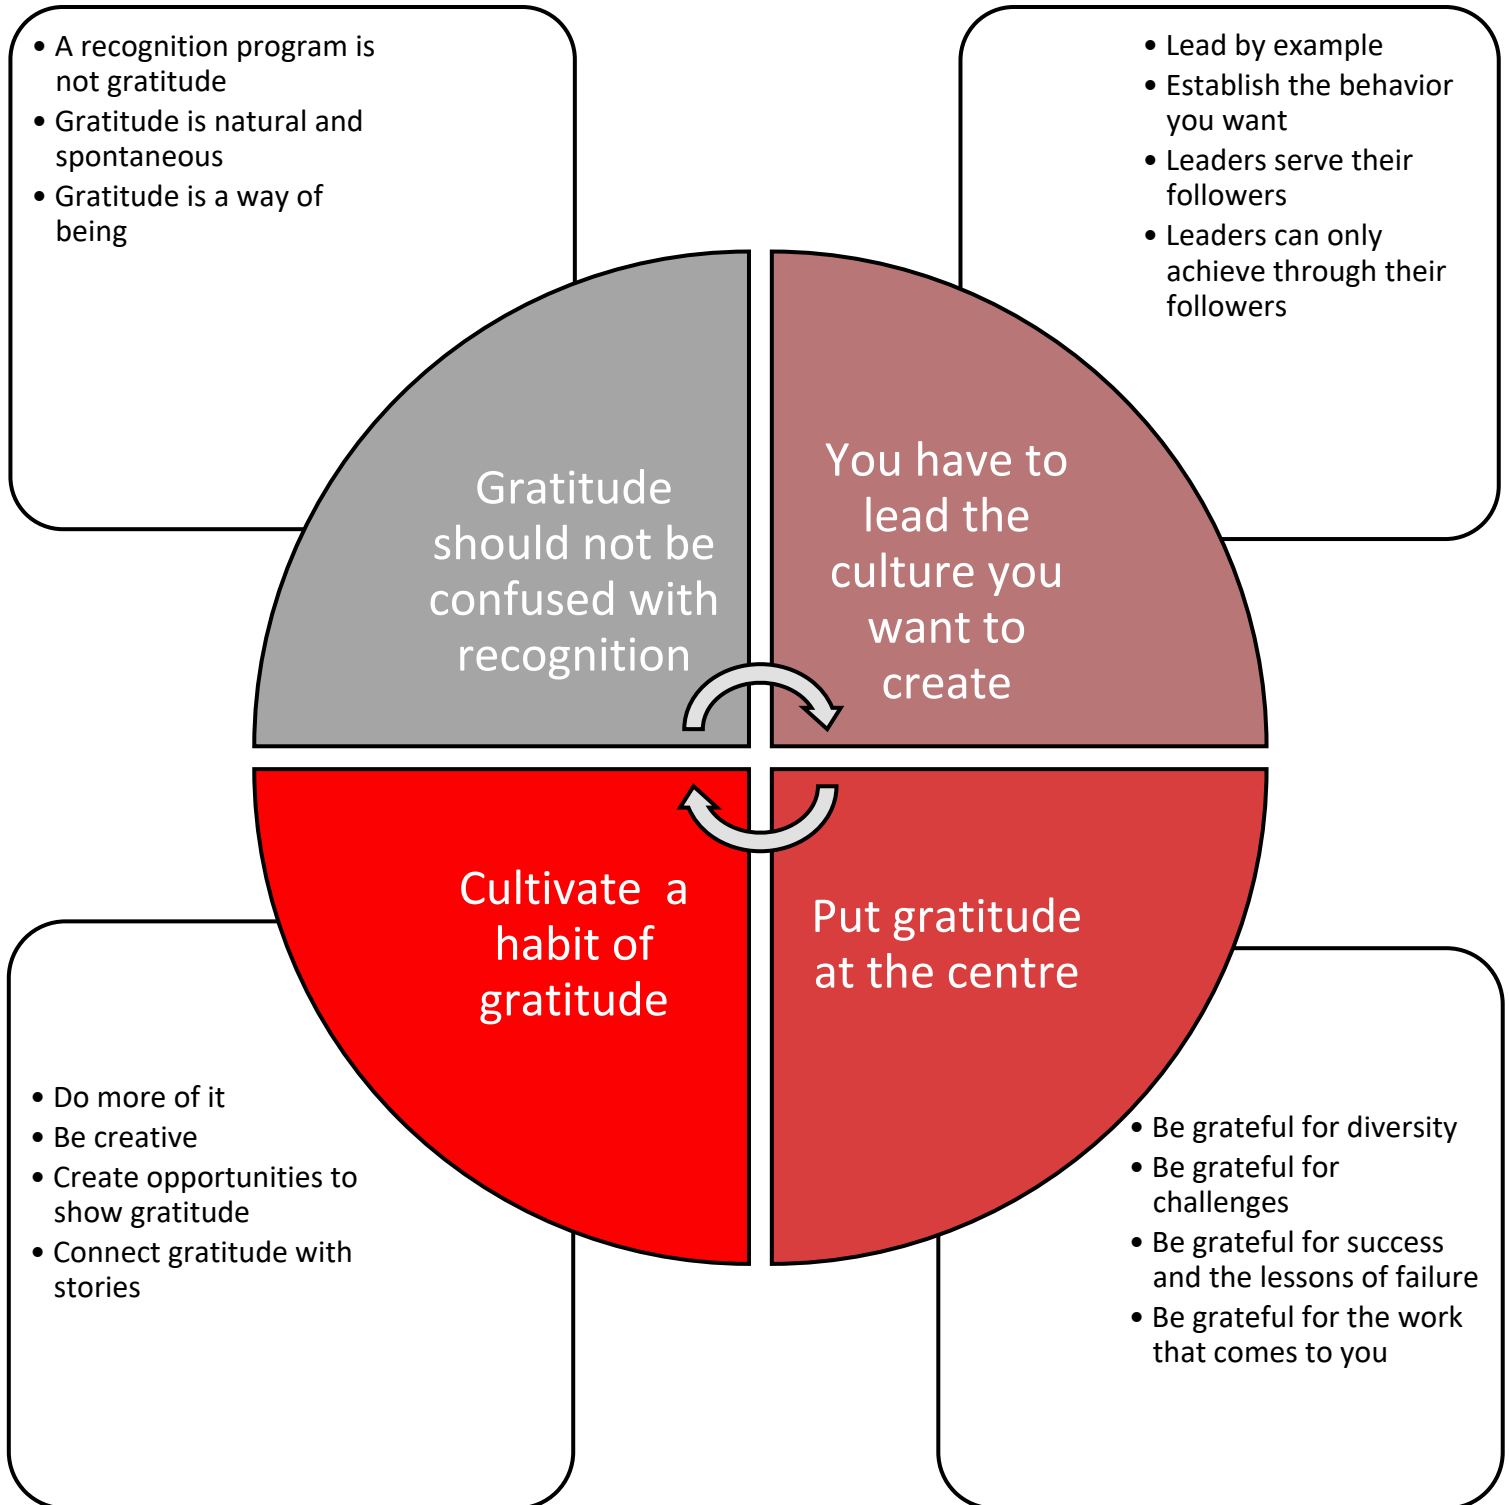 • A recognition program is
not gratitude
• Gratitude is natural and
spontaneous
• Gratitude is a way of
being
• Lead by example
• Establish the behavior
you want
• Leaders serve their
followers
• Leaders can only
achieve through their
followers
Gratitude
should not be
confused with
recognition
You have to
lead the
culture you
want to
create
Cultivate  a
habit of
gratitude
Put gratitude
at the centre
• Do more of it
• Be creative
• Create opportunities to
show gratitude
• Connect gratitude with
stories
• Be grateful for diversity
• Be grateful for
challenges
• Be grateful for success
and the lessons of failure
• Be grateful for the work
that comes to you